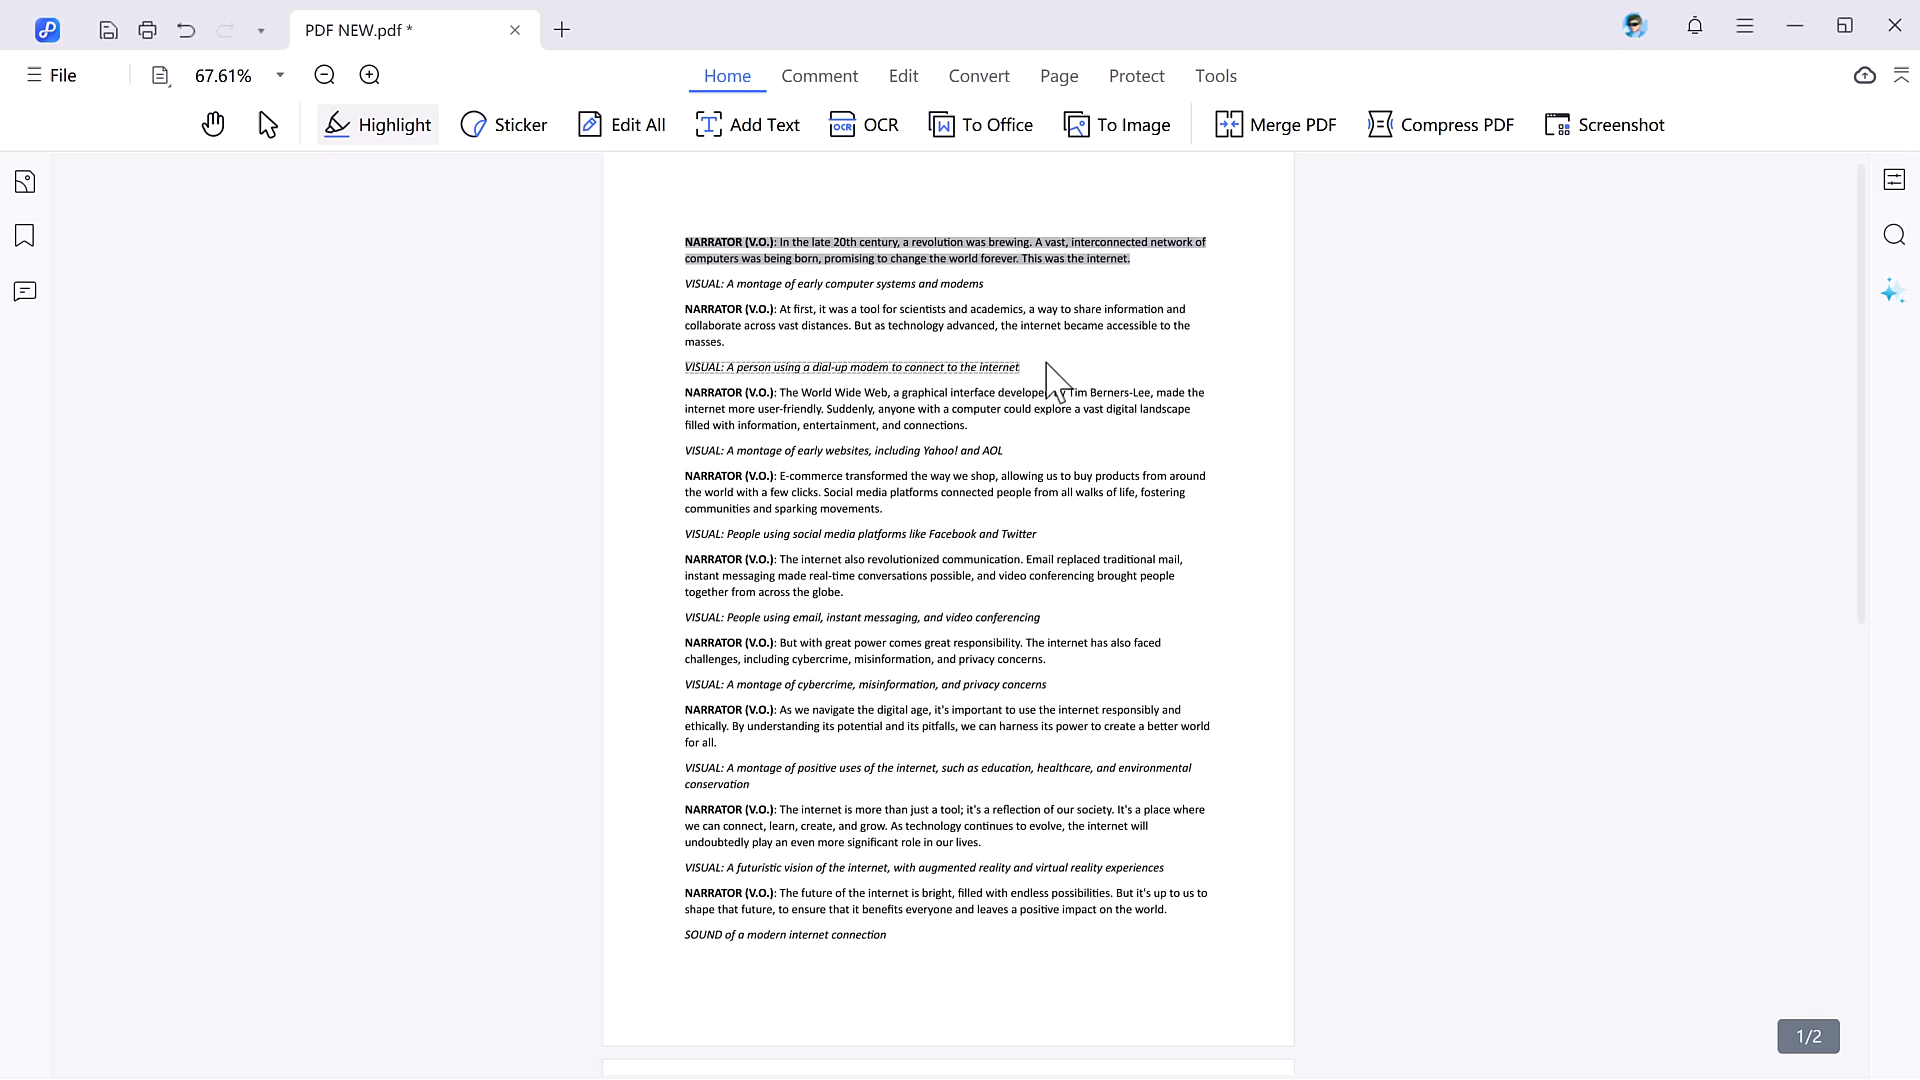 PDF NEW.pdf *
File
67.61%
Home Comment Edit Convert Page Protect Tools
Highlight Sticker Edit All Add Text OCR To Office To Image Merge PDF Compress PDF Screenshot
NARRATOR (V.O.): In the late 20th century, a revolution was brewing. A vast, interconnected network of
computers was being born, promising to change the world forever. This was the internet.
VISUAL: A montage of early computer systems and modems
NARRATOR (V.O.): At first, it was a tool for scientists and academics, a way to share information and
collaborate across vast distances. But as technology advanced, the internet became accessible to the
masses.
VISUAL: A person using a dial-up modem to connect to the internet
NARRATOR (V.O.): The World Wide Web, a graphical interface develope Tim Berners-Lee, made the
internet more user-friendly. Suddenly, anyone with a computer could explore a vast digital landscape
filled with information, entertainment, and connections.
VISUAL: A montage of early websites, including Yahoo! and AOL
NARRATOR (V.O.): E-commerce transformed the way we shop, allowing us to buy products from around
the world with a few clicks. Social media platforms connected people from all walks of life, fostering
communities and sparking movements.
VISUAL: People using social media platforms like Facebook and Twitter
NARRATOR (V.O.): The internet also revolutionized communication. Email replaced traditional mail,
instant messaging made real-time conversations possible, and video conferencing brought people
together from across the globe.
VISUAL: People using email, instant messaging, and video conferencing
NARRATOR (V.O.): But with great power comes great responsibility. The internet has also faced
challenges, including cybercrime, misinformation, and privacy concerns.
VISUAL: A montage of cybercrime, misinformation, and privacy concerns
NARRATOR (V.O.): As we navigate the digital age, it's important to use the internet responsibly and
ethically. By understanding its potential and its pitfalls, we can harness its power to create a better world
for all.
VISUAL: A montage of positive uses of the internet, such as education, healthcare, and environmental
conservation
NARRATOR (V.O.): The internet is more than just a tool; it's a reflection of our society. It's a place where
we can connect, learn, create, and grow. As technology continues to evolve, the internet will
undoubtedly play an even more significant role in our lives.
VISUAL: A futuristic vision of the internet, with augmented reality and virtual reality experiences
NARRATOR (V.O.): The future of the internet is bright, filled with endless possibilities. But it's up to us to
shape that future, to ensure that it benefits everyone and leaves a positive impact on the world.
SOUND of a modern internet connection
1/2